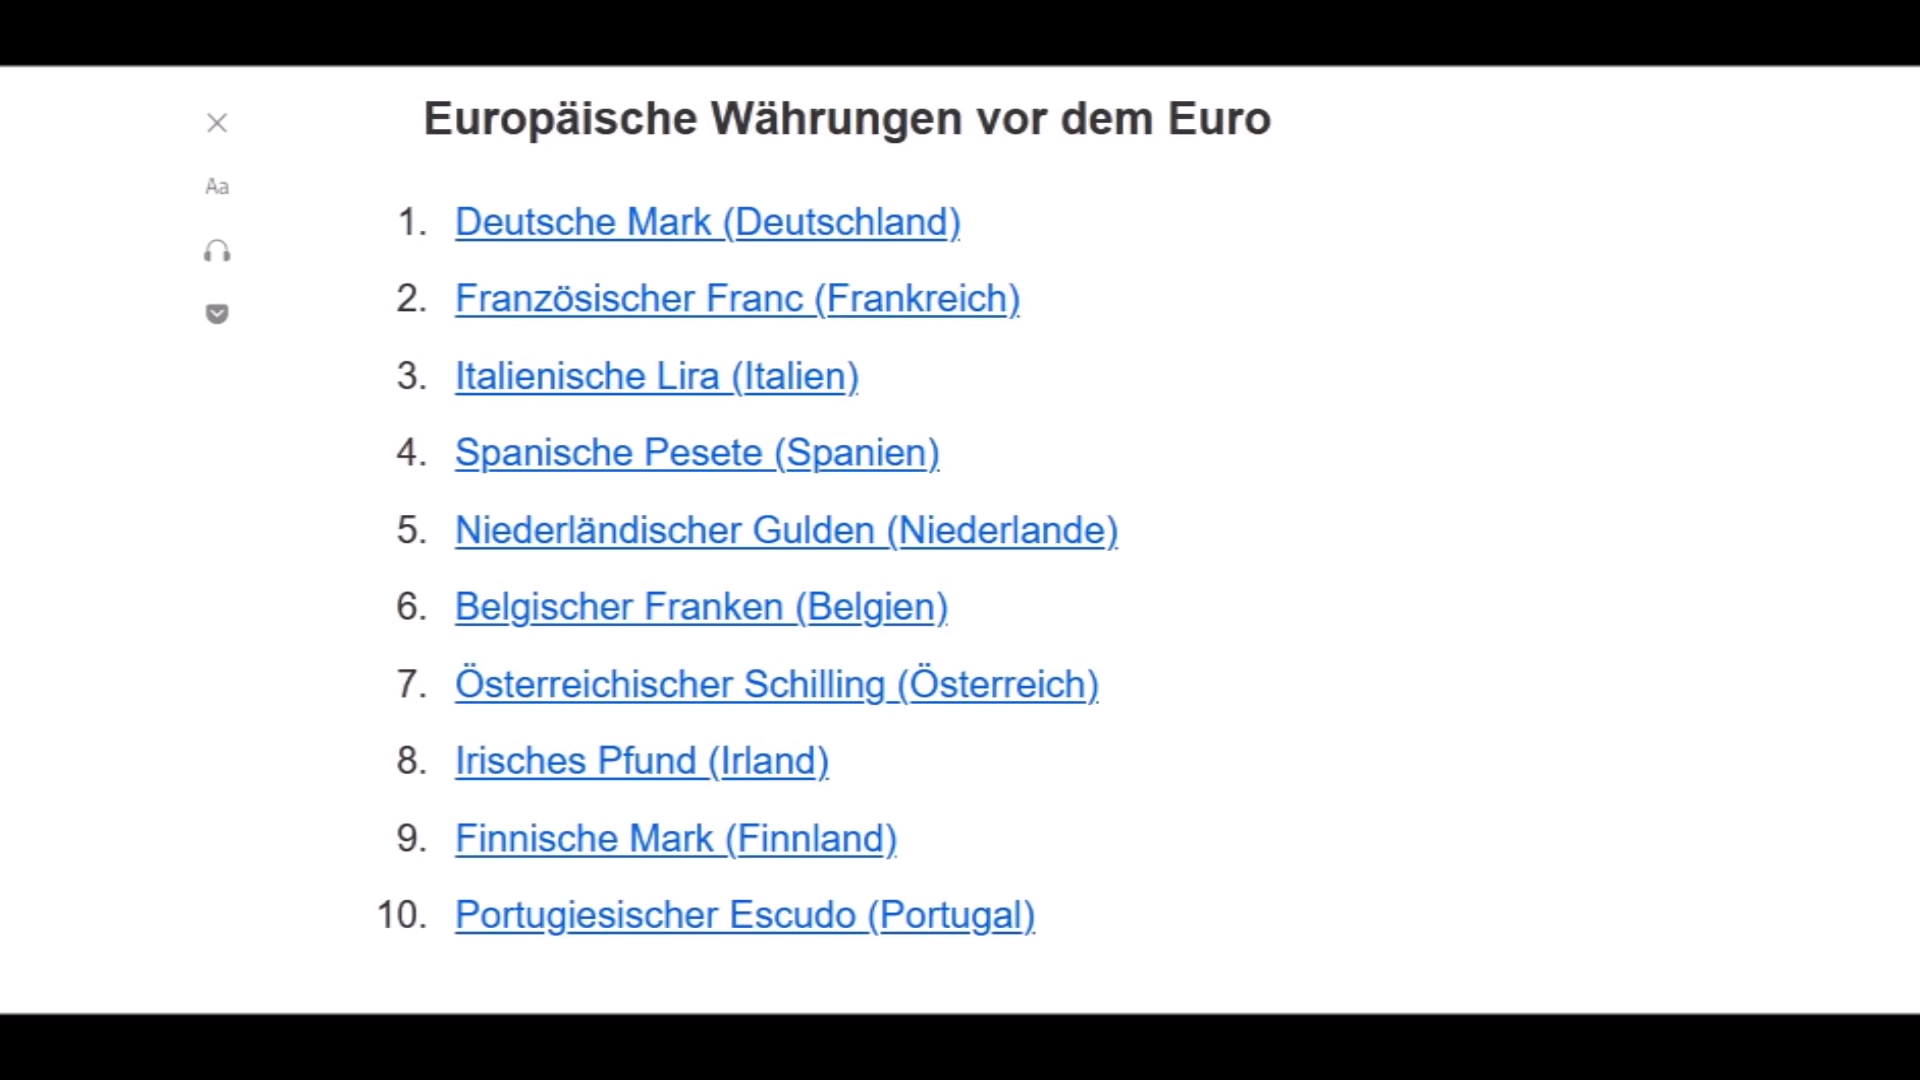 Europäische Währungen vor dem Euro
Aa
1. Deutsche Mark (Deutschland)
2. Französischer Franc (Frankreich)
3. Italienische Lira (Italien)
4. Spanische Pesete (Spanien)
5. Niederländischer Gulden (Niederlande)
6. Belgischer Franken (Belgien)
7. Österreichischer Schilling (Österreich)
8. Irisches Pfund (Irland)
9. Finnische Mark (Finnland)
10. Portugiesischer Escudo (Portugal)